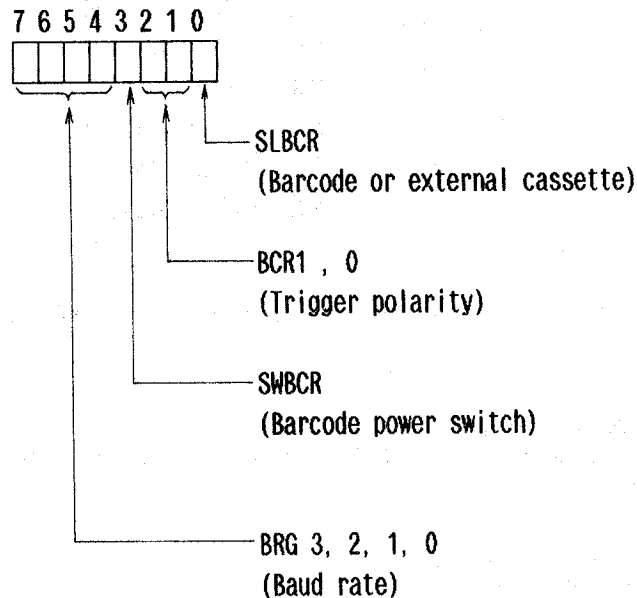 7 6 5 4 3 2 1 0
SLBCR
(Barcode or external cassette)
BCR1 , 0
(Trigger polarity)
SWBCR
(Barcode power switch)
BRG 3, 2, 1, 0
(Baud rate)